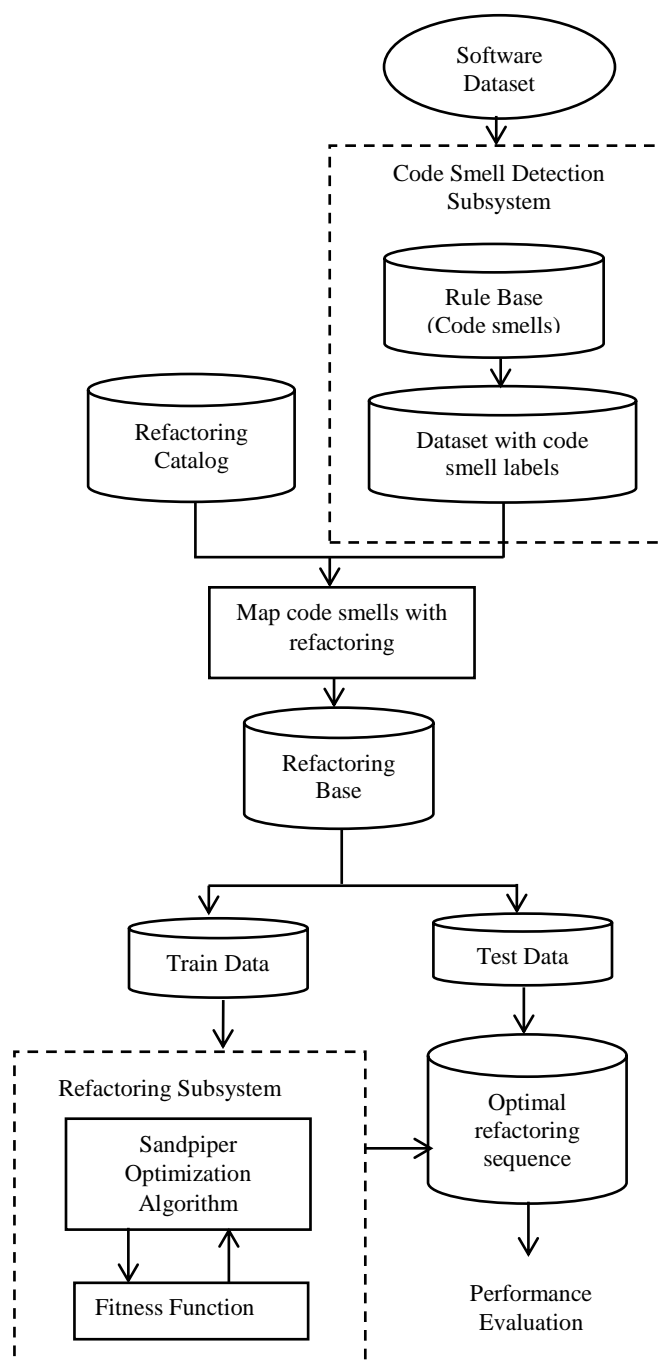 Software
Dataset
Code Smell Detection
Subsystem
Rule Base
(Code smells)
Refactoring
Catalog
Dataset with code
smell labels
Map code smells with
refactoring
Refactoring
Base
Train Data
Test Data
Refactoring Subsystem
Sandpiper
Optimization
Algorithm
Fitness Function
Optimal
refactoring
sequence
Performance
Evaluation